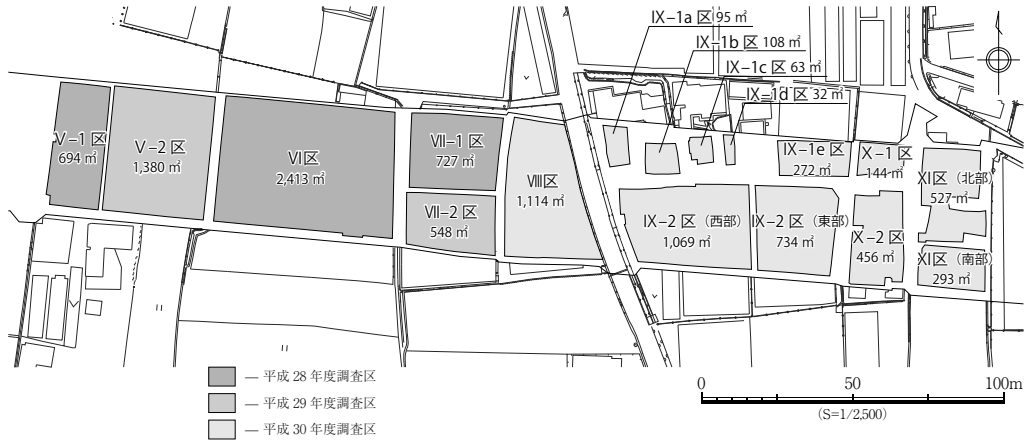 IX-1a 区 95 ㎡
IX-1b 区 108 ㎡
IX-1c 区 63 ㎡
IX-1d 区 32 ㎡
Ⅴ-1 区
694 ㎡
Ⅴ-2 区
1,380 ㎡
Ⅵ区
2,413 ㎡
Ⅶ-1 区
727 ㎡
Ⅶ-2 区
548 ㎡
Ⅷ区
1,114 ㎡
IX-1e 区
272 ㎡
X-1 区
144 ㎡
XI区（北部）
527 ㎡
IX-2 区（西部）
1,069 ㎡
IX-2 区（東部）
734 ㎡
X-2 区
456 ㎡
XI区（南部）
293 ㎡
— 平成 28 年度調査区
— 平成 29 年度調査区
— 平成 30 年度調査区
0 50 100m
(S=1/2,500)